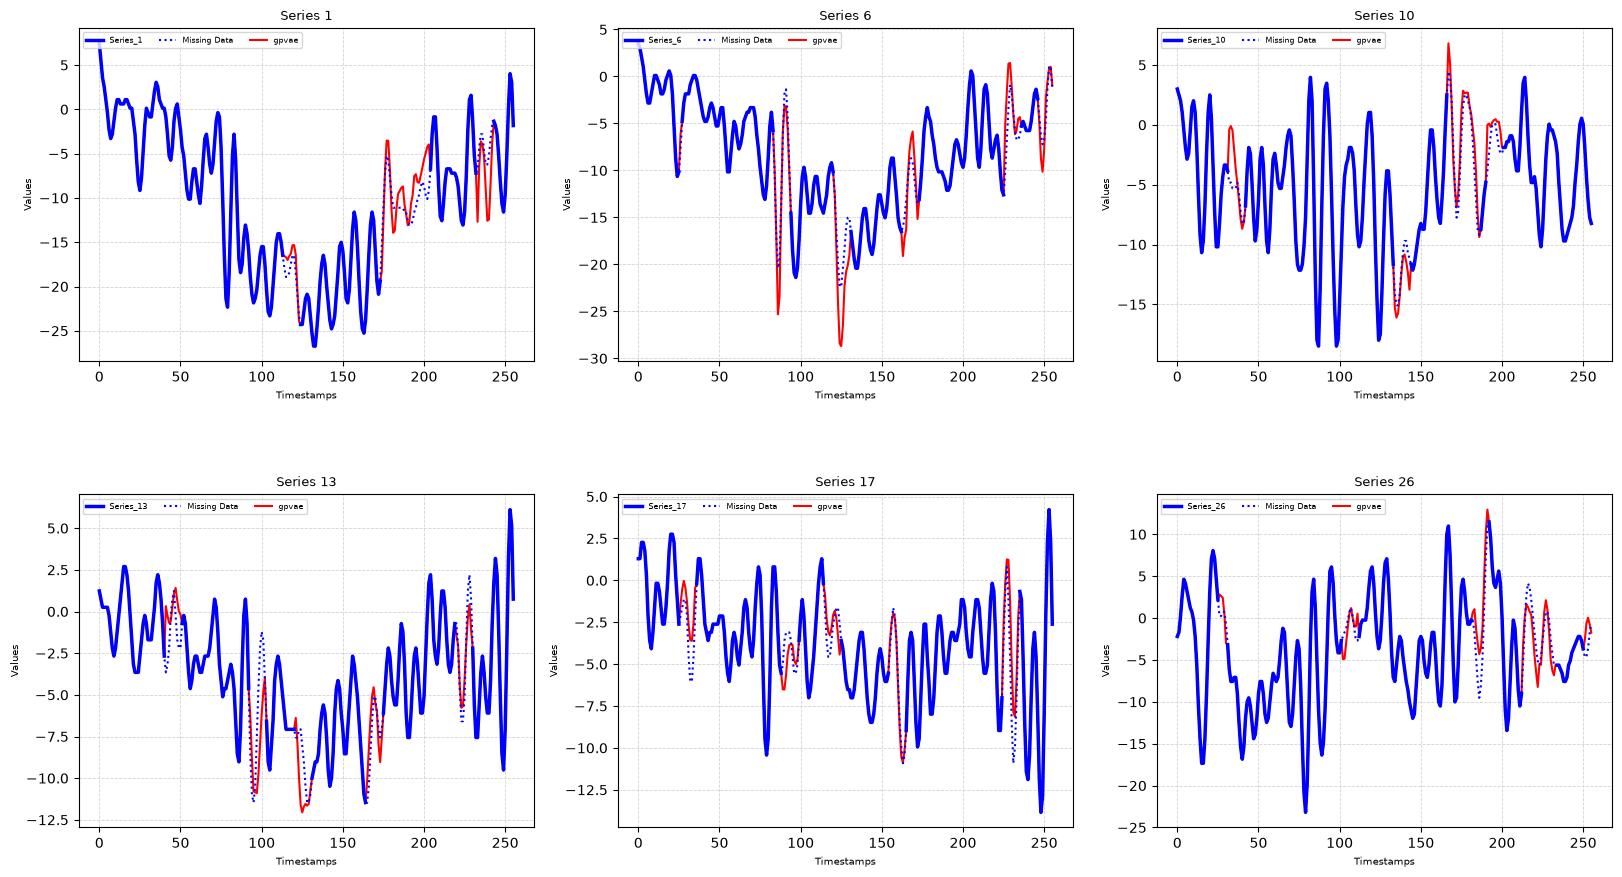 Series 1
Series_1 Missing Data gpvae
Values
5
0
−5
−10
−15
−20
−25
0 50 100 150 200 250
Timestamps
Series 6
Series_6 Missing Data gpvae
Values
5
0
−5
−10
−15
−20
−25
−30
0 50 100 150 200 250
Timestamps
Series 10
Series_10 Missing Data gpvae
Values
5
0
−5
−10
−15
0 50 100 150 200 250
Timestamps
Series 13
Series_13 Missing Data gpvae
Values
5.0
2.5
0.0
−2.5
−5.0
−7.5
−10.0
−12.5
0 50 100 150 200 250
Timestamps
Series 17
Series_17 Missing Data gpvae
Values
5.0
2.5
0.0
−2.5
−5.0
−7.5
−10.0
−12.5
0 50 100 150 200 250
Timestamps
Series 26
Series_26 Missing Data gpvae
Values
10
5
0
−5
−10
−15
−20
−25
0 50 100 150 200 250
Timestamps